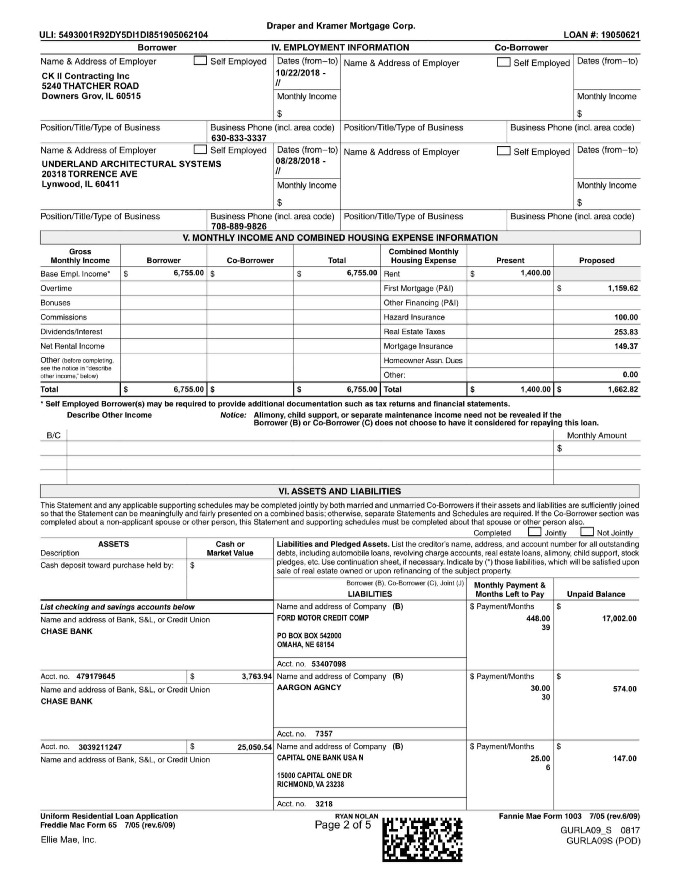 Draper and Kramer Mortgage Corp.
ULI: 5493001R92DY5DI1DI851905062104
LOAN #: 19050621
Borrower
IV. EMPLOYMENT INFORMATION
Co-Borrower
Name & Address of Employer
Self Employed
Dates (from–to)
Name & Address of Employer
Self Employed
Dates (from–to)
CK II Contracting Inc
5240 THATCHER ROAD
Downers Grov, IL 60515
10/22/2018 -
//
Monthly Income
Monthly Income
$
$
Position/Title/Type of Business
Business Phone (incl. area code)
Position/Title/Type of Business
Business Phone (incl. area code)
630-833-3337
Name & Address of Employer
Self Employed
Dates (from–to)
Name & Address of Employer
Self Employed
Dates (from–to)
UNDERLAND ARCHITECTURAL SYSTEMS
20318 TORRENCE AVE
Lynwood, IL 60411
08/28/2018 -
//
Monthly Income
Monthly Income
$
$
Position/Title/Type of Business
Business Phone (incl. area code)
Position/Title/Type of Business
Business Phone (incl. area code)
708-889-9826
V. MONTHLY INCOME AND COMBINED HOUSING EXPENSE INFORMATION
Gross
Monthly Income
Borrower
Co-Borrower
Total
Combined Monthly
Housing Expense
Present
Proposed
Base Empl. Income* $ 6,755.00 $ $ 6,755.00 Rent $ 1,400.00
Overtime First Mortgage (P&I) $ 1,159.62
Bonuses Other Financing (P&I)
Commissions Hazard Insurance 100.00
Dividends/Interest Real Estate Taxes 253.83
Net Rental Income Mortgage Insurance 149.37
Other (before completing,
see the notice in "describe
other income," below)
Homeowner Assn. Dues
Other: 0.00
Total $ 6,755.00 $ $ 6,755.00 Total $ 1,400.00 $ 1,662.82
* Self Employed Borrower(s) may be required to provide additional documentation such as tax returns and financial statements.
Describe Other Income
Notice: Alimony, child support, or separate maintenance income need not be revealed if the
Borrower (B) or Co-Borrower (C) does not choose to have it considered for repaying this loan.
B/C
Monthly Amount
$
VI. ASSETS AND LIABILITIES
This Statement and any applicable supporting schedules may be completed jointly by both married and unmarried Co-Borrowers if their assets and liabilities are sufficiently joined
so that the Statement can be meaningfully and fairly presented on a combined basis; otherwise, separate Statements and Schedules are required. If the Co-Borrower section was
completed about a non-applicant spouse or other person, this Statement and supporting schedules must be completed about that spouse or other person also.
Completed Jointly Not Jointly
ASSETS
Description
Cash or
Market Value
Cash deposit toward purchase held by:
$
Liabilities and Pledged Assets. List the creditor's name, address, and account number for all outstanding
debts, including automobile loans, revolving charge accounts, real estate loans, alimony, child support, stock
pledges, etc. Use continuation sheet, if necessary. Indicate by (*) those liabilities, which will be satisfied upon
sale of real estate owned or upon refinancing of the subject property.
Borrower (B), Co-Borrower (C), Joint (J)
LIABILITIES
Monthly Payment &
Months Left to Pay
Unpaid Balance
List checking and savings accounts below
Name and address of Bank, S&L, or Credit Union
CHASE BANK
Name and address of Company (B)
FORD MOTOR CREDIT COMP
PO BOX BOX 542000
OMAHA, NE 68154
Acct. no. 53407098
$ Payment/Months
448.00
39
$
17,002.00
Acct. no. 479179645 $ 3,763.94
Name and address of Bank, S&L, or Credit Union
CHASE BANK
Name and address of Company (B)
AARGON AGNCY
Acct. no. 7357
$ Payment/Months
30.00
30
$
574.00
Acct. no. 3039211247 $ 25,050.54
Name and address of Bank, S&L, or Credit Union
Name and address of Company (B)
CAPITAL ONE BANK USA N
15000 CAPITAL ONE DR
RICHMOND, VA 23238
Acct. no. 3218
$ Payment/Months
25.00
6
$
147.00
Uniform Residential Loan Application
Freddie Mac Form 65 7/05 (rev.6/09)
Ellie Mae, Inc.
RYAN NOLAN
Page 2 of 5
Fannie Mae Form 1003 7/05 (rev.6/09)
GURLA09_S 0817
GURLA09S (POD)